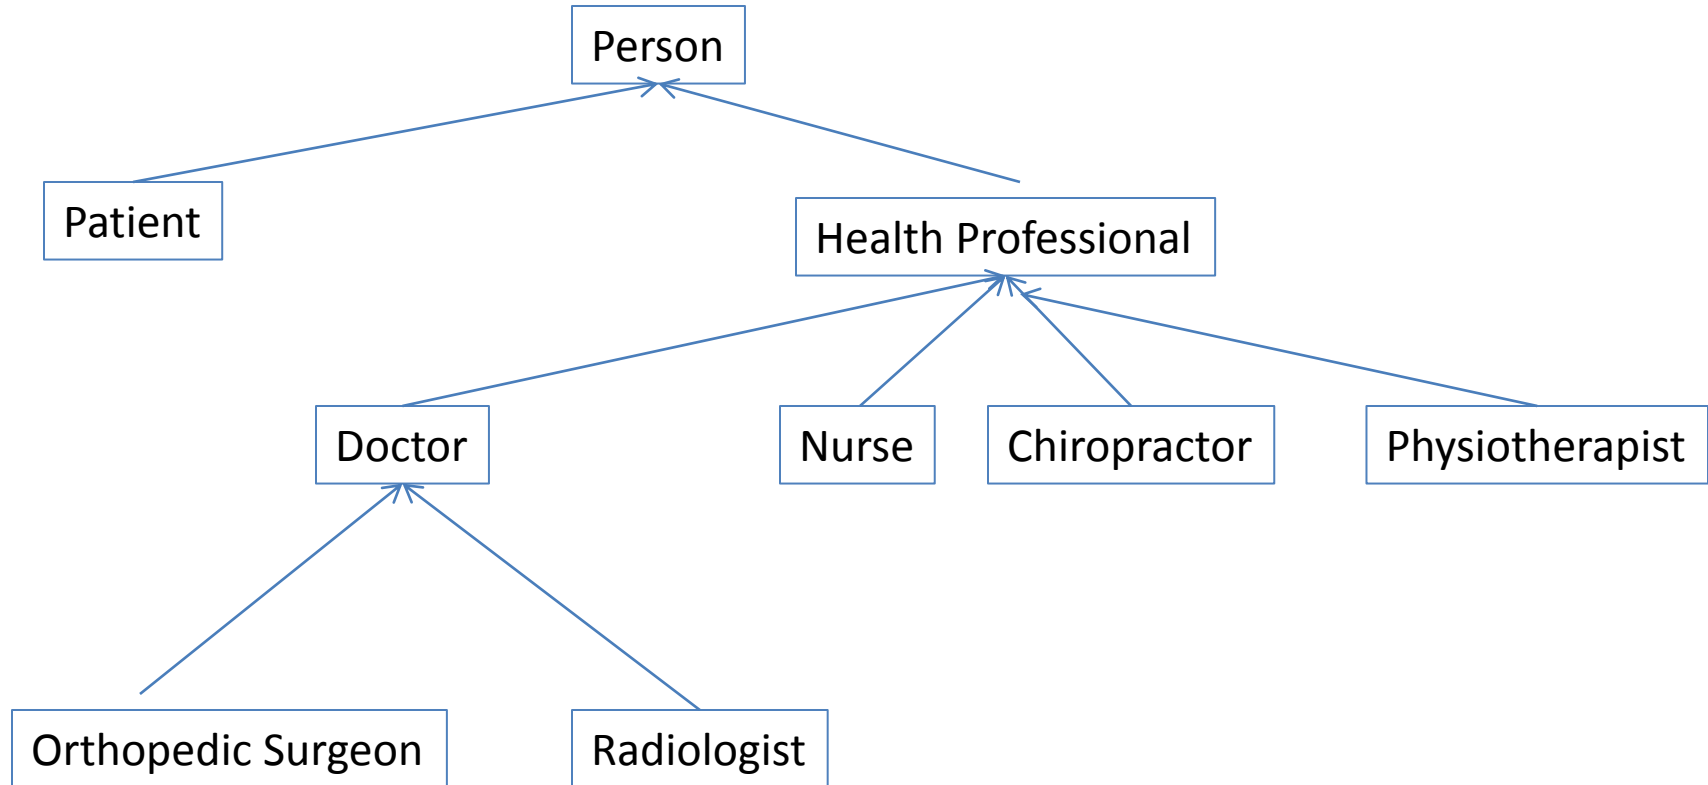 Person
Patient
Health Professional
Doctor
Nurse
Chiropractor
Physiotherapist
Orthopedic Surgeon
Radiologist